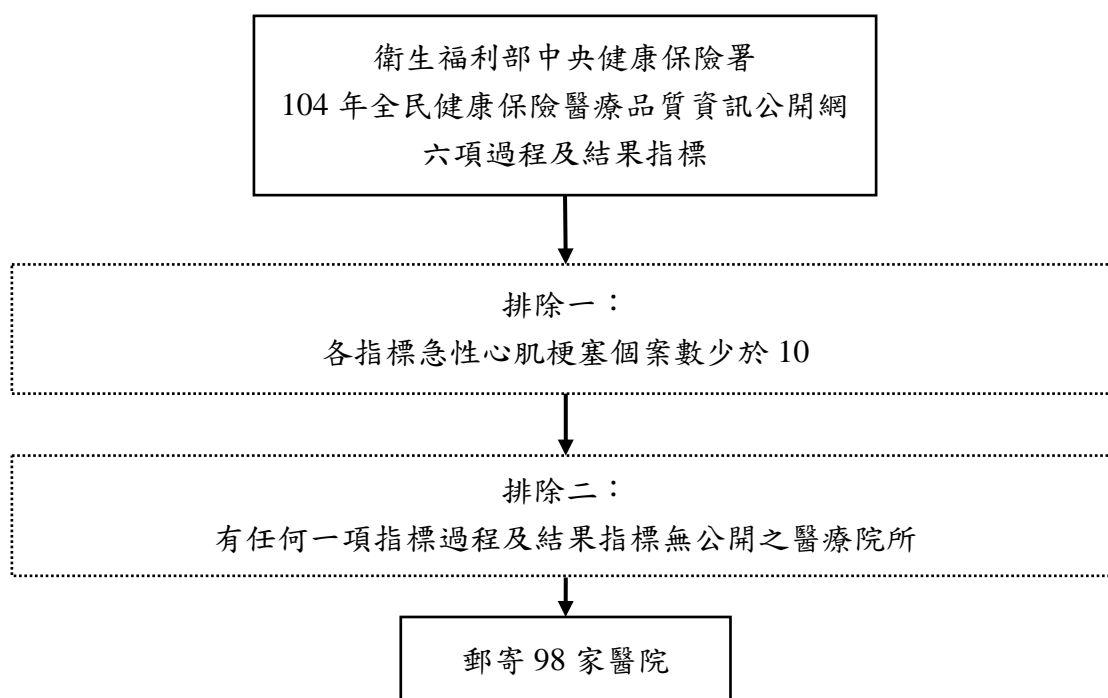 衛生福利部中央健康保險署
104 年全民健康保險醫療品質資訊公開網
六項過程及結果指標
排除一：
各指標急性心肌梗塞個案數少於 10
排除二：
有任何一項指標過程及結果指標無公開之醫療院所
郵寄 98 家醫院